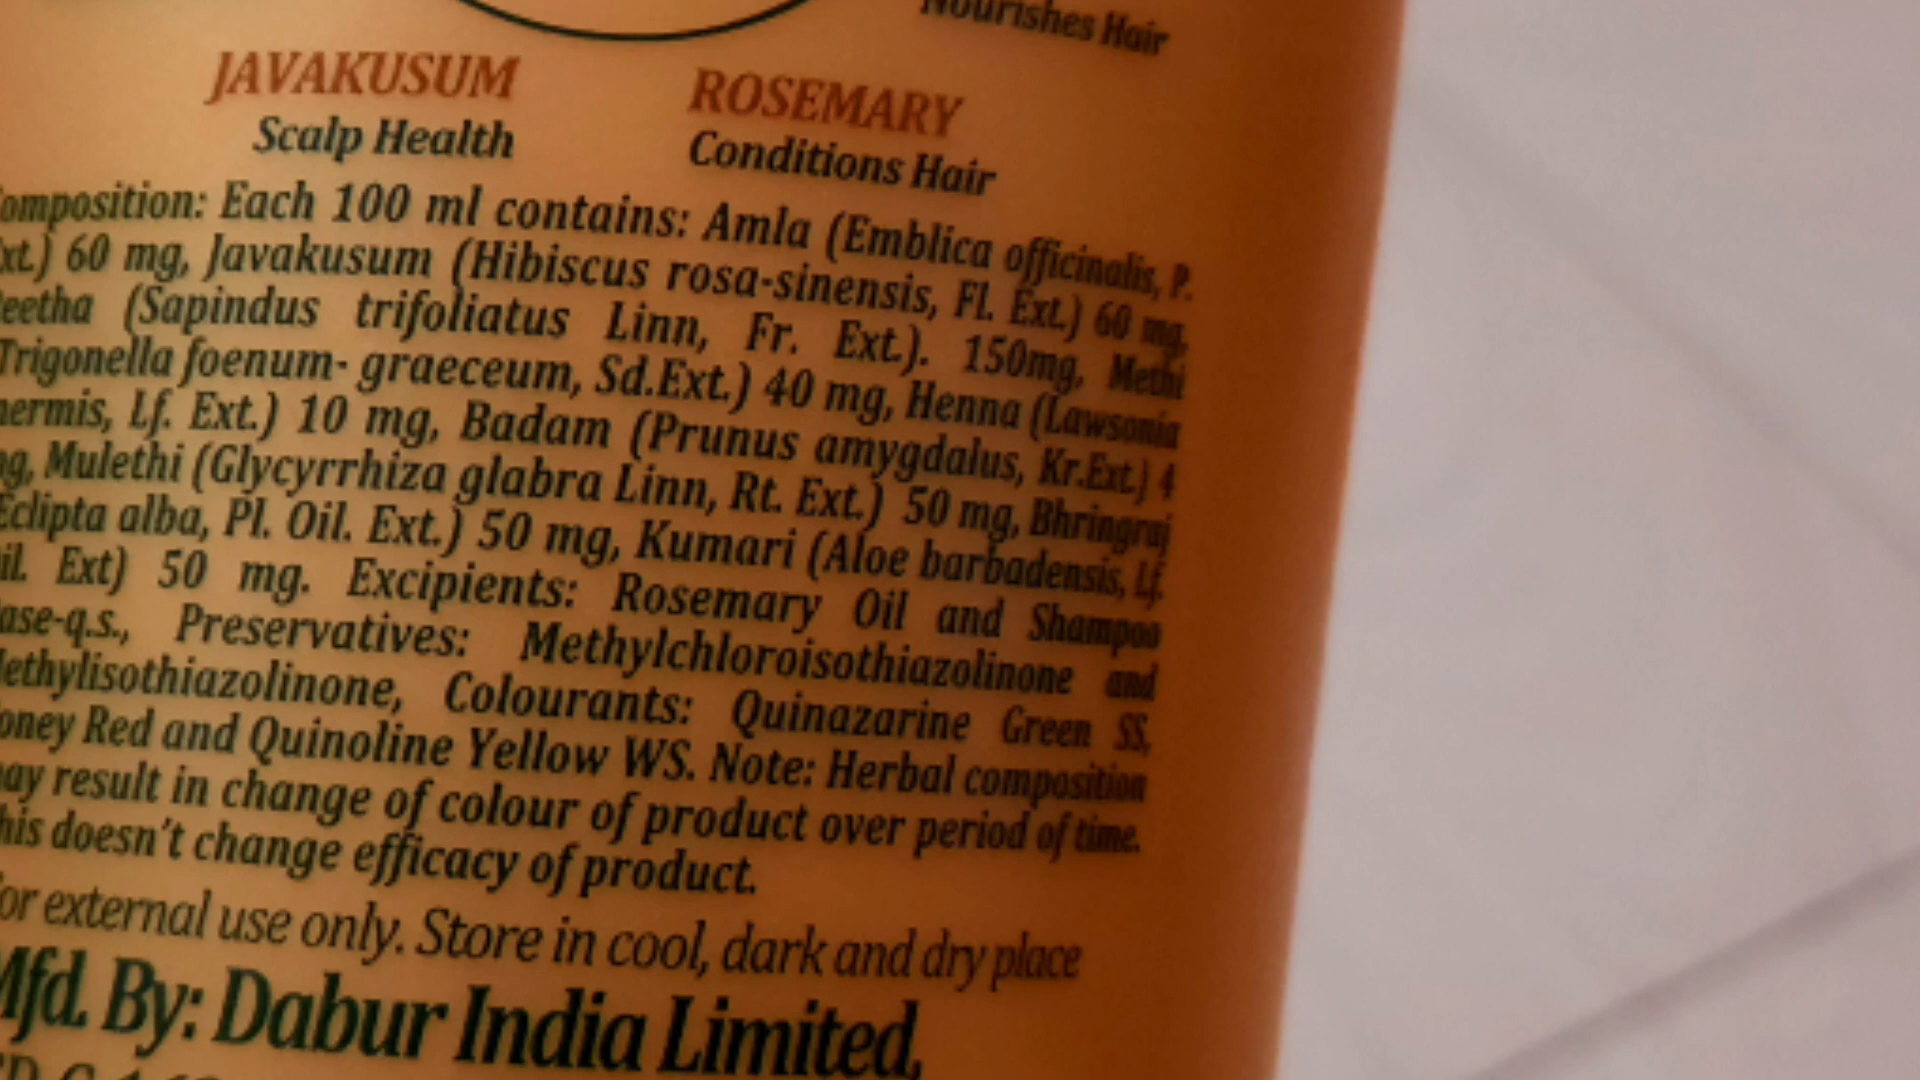 Nourishes Hair
JAVAKUSUM
Scalp Health
ROSEMARY
Conditions Hair
omposition: Each 100 ml contains: Amla (Emblica officinalis, P.
xt.) 60 mg, Javakusum (Hibiscus rosa-sinensis, Fl. Ext.) 60 mg,
eetha (Sapindus trifoliatus Linn, Fr. Ext.). 150mg, Methi
Trigonella foenum- graeceum, Sd.Ext.) 40 mg, Henna (Lawsonia
nermis, Lf. Ext.) 10 mg, Badam (Prunus amygdalus, Kr.Ext.) 4
g, Mulethi (Glycyrrhiza glabra Linn, Rt. Ext.) 50 mg, Bhringraj
Eclipta alba, Pl. Oil. Ext.) 50 mg, Kumari (Aloe barbadensis, Lf.
il. Ext) 50 mg. Excipients: Rosemary Oil and Shampoo
ase-q.s., Preservatives: Methylchloroisothiazolinone and
ethylisothiazolinone, Colourants: Quinazarine Green SS,
oney Red and Quinoline Yellow WS. Note: Herbal composition
ay result in change of colour of product over period of time.
his doesn't change efficacy of product.
or external use only. Store in cool, dark and dry place
Mfd. By: Dabur India Limited,